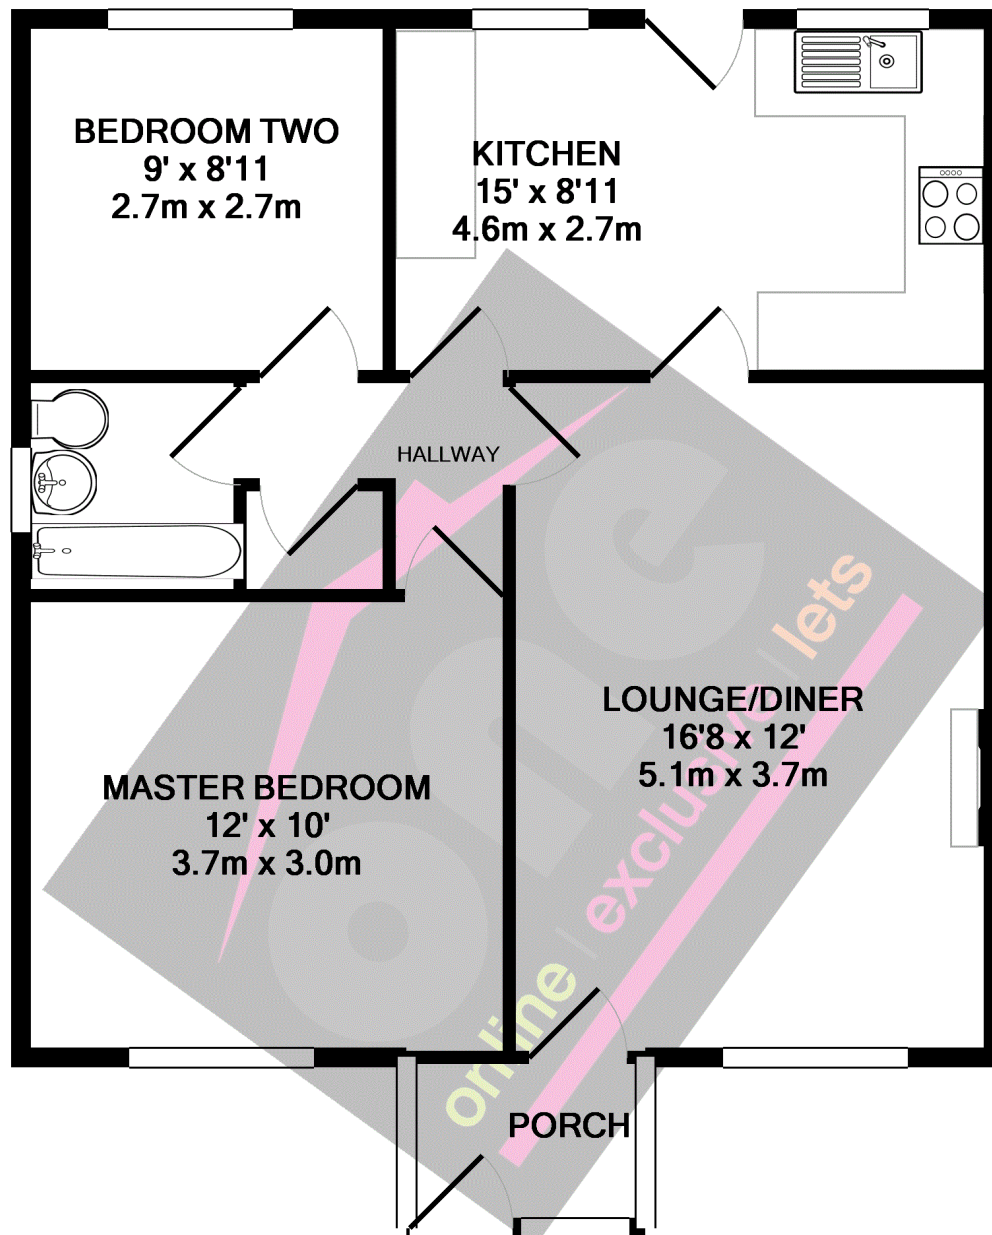 BEDROOM TWO
9' x 8'11
2.7m x 2.7m
KITCHEN
15' x 8'11
4.6m x 2.7m
HALLWAY
LOUNGE/DINER
16'8 x 12'
5.1m x 3.7m
MASTER BEDROOM
12' x 10'
3.7m x 3.0m
PORCH
one
online | exclusive | lets